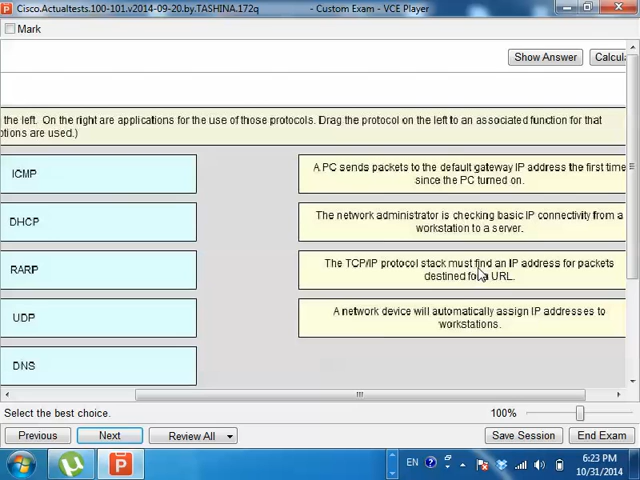 Cisco.Actualtests.100-101.v2014-09-20.by.TASHINA.172q - Custom Exam - VCE Player
Mark
Show Answer Calcula
the left. On the right are applications for the use of those protocols. Drag the protocol on the left to an associated function for that
ptions are used.)
ICMP
A PC sends packets to the default gateway IP address the first time
since the PC turned on.
DHCP
The network administrator is checking basic IP connectivity from a
workstation to a server.
RARP
The TCP/IP protocol stack must find an IP address for packets
destined for a URL.
UDP
A network device will automatically assign IP addresses to
workstations.
DNS
Select the best choice. 100%
Previous Next Review All Save Session End Exam
EN 6:23 PM
10/31/2014